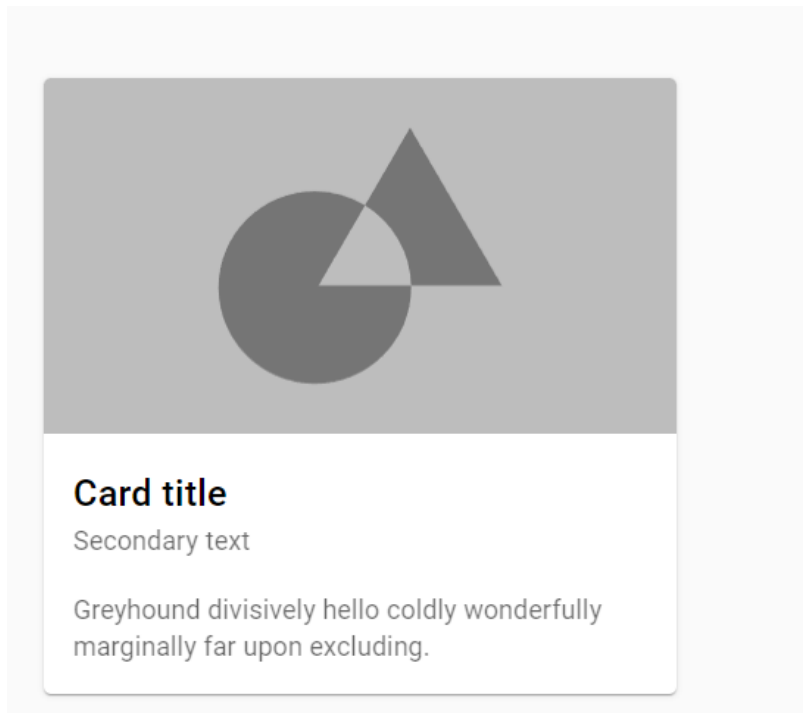 Card title
Secondary text
Greyhound divisively hello coldly wonderfully
marginally far upon excluding.